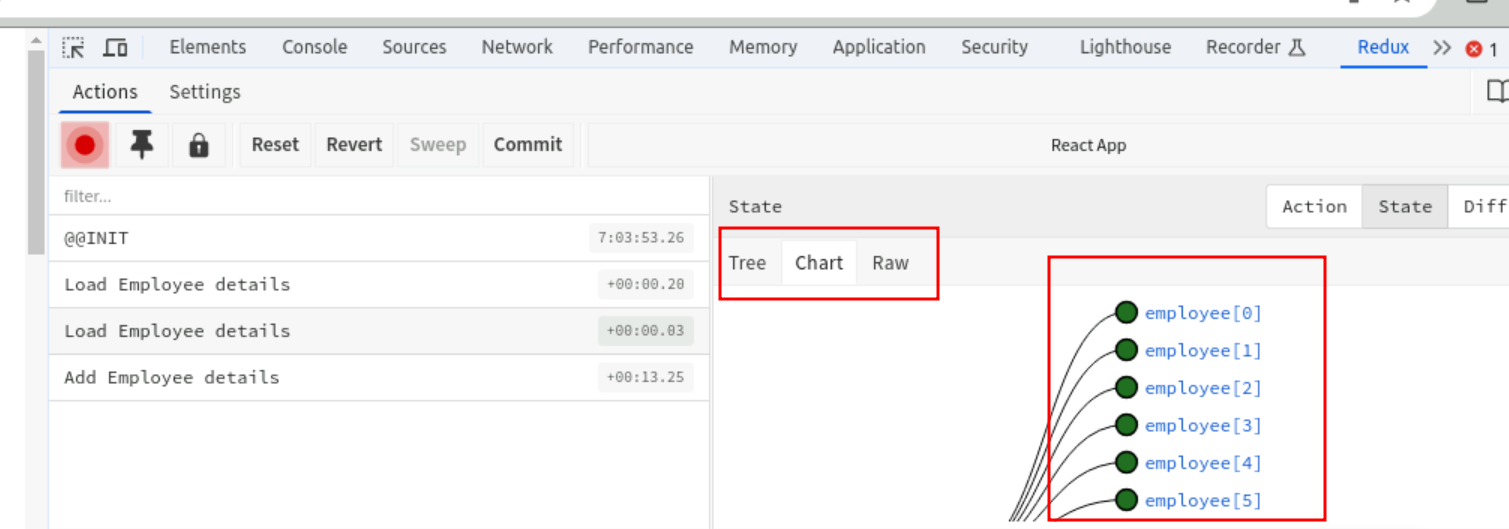 Elements Console Sources Network Performance Memory Application Security Lighthouse Recorder Redux 1
Actions Settings
Reset Revert Sweep Commit React App
filter...
@@INIT 7:03:53.26
Load Employee details +00:00.20
Load Employee details +00:00.03
Add Employee details +00:13.25
State Action State Diff
Tree Chart Raw
employee[0]
employee[1]
employee[2]
employee[3]
employee[4]
employee[5]